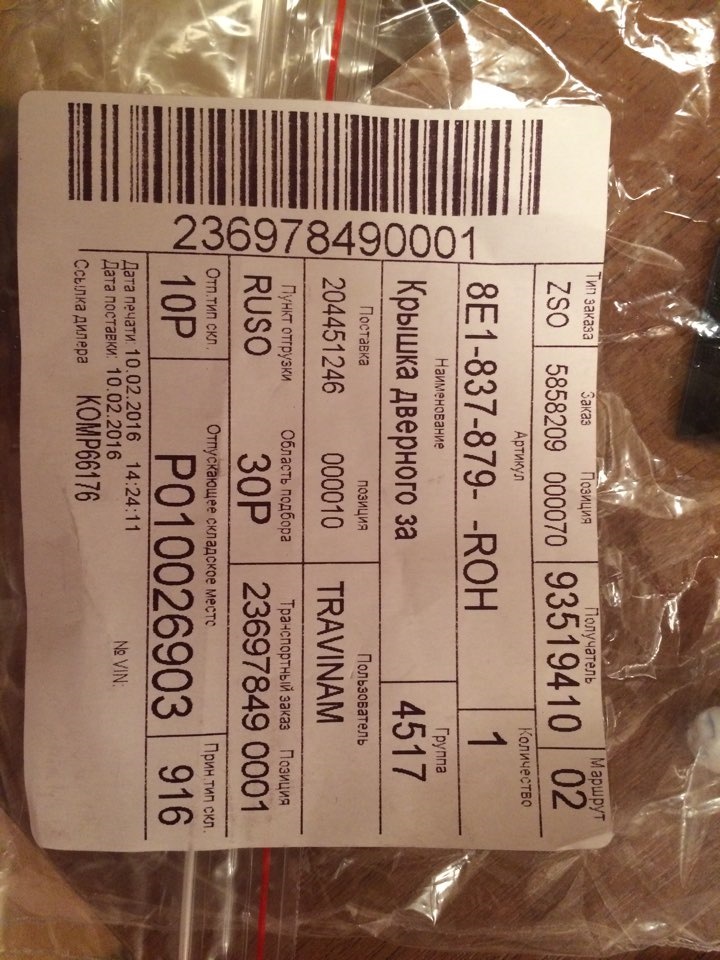 Тип заказа Заказ Позиция Получатель Маршрут
ZSO 5858209 000070 93519410 02
Артикул Количество
8E1-837-879- -ROH 1
Наименование Группа
Крышка дверного за 4517
Поставка позиция Пользователь
204451246 000010 TRAVINAM
Пункт отгрузки Область подбора Транспортный заказ Позиция
RUSO 30P 23697849 0001
Отп.тип скл. Отпускающее складское место Прин.тип скл.
10P P010026903 916
Дата печати: 10.02.2016 14:24:11 № VIN:
Дата поставки: 10.02.2016
Ссылка дилера KOMP66176
236978490001